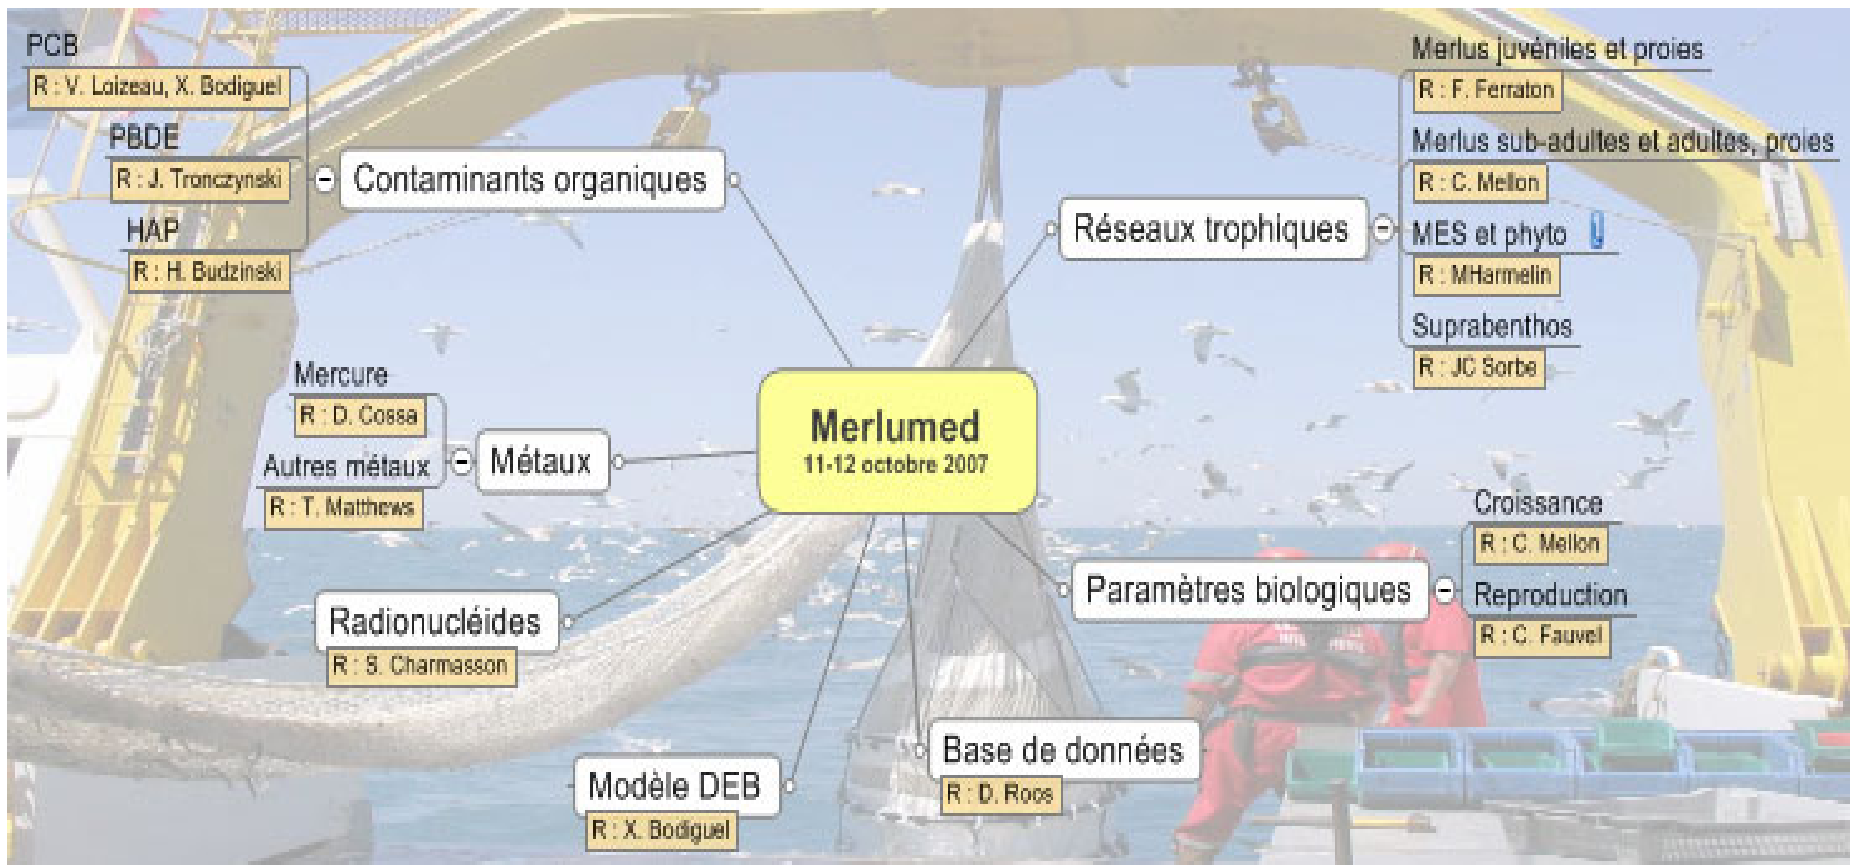 PCB
R : V. Loizeau, X. Bodiguel
PBDE
R : J. Tronczynski
HAP
R : H. Budzinski
Contaminants organiques
Mercure
R : D. Cossa
Autres métaux
R : T. Matthews
Métaux
Radionucléides
R : S. Charmasson
Modèle DEB
R : X. Bodiguel
Merlumed
11-12 octobre 2007
Réseaux trophiques
Merlus juvéniles et proies
R : F. Ferraton
Merlus sub-adultes et adultes, proies
R : C. Mellon
MES et phyto
R : MHarmelin
Suprabenthos
R : JC Sorbe
Paramètres biologiques
Croissance
R : C. Mellon
Reproduction
R : C. Fauvel
Base de données
R : D. Roos